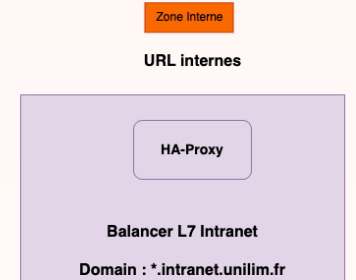 Zone Interne
URL internes
HA-Proxy
Balancer L7 Intranet
Domain : *.intranet.unilim.fr